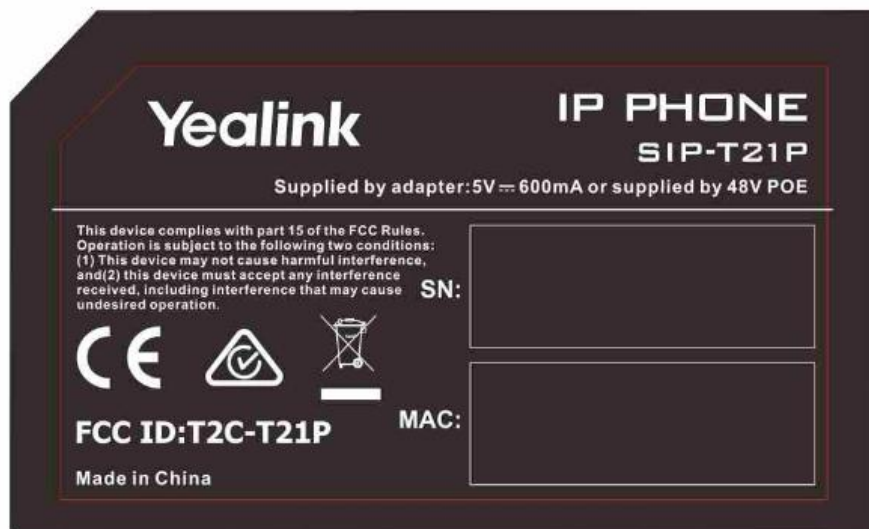 Yealink
IP PHONE
SIP-T21P
Supplied by adapter:5V⎓600mA or supplied by 48V POE
This device complies with part 15 of the FCC Rules.
Operation is subject to the following two conditions:
(1) This device may not cause harmful interference,
and(2) this device must accept any interference
received, including interference that may cause
undesired operation.
SN:
CE
FCC ID:T2C-T21P
MAC:
Made in China